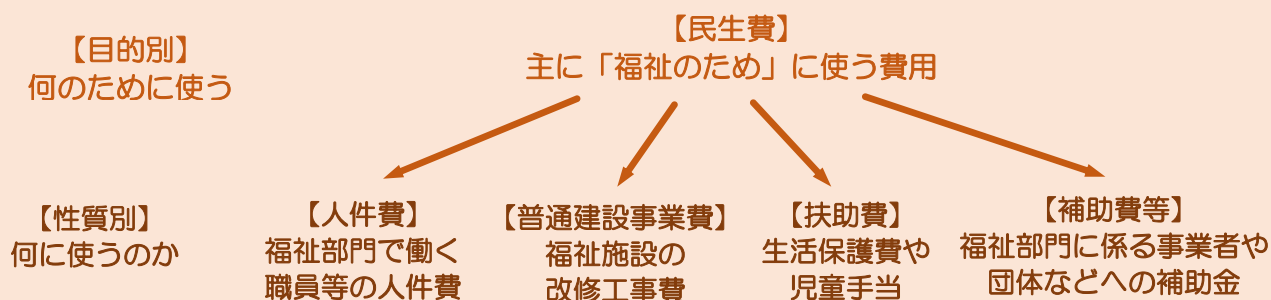 【目的別】
何のために使う
【民生費】
主に「福祉のため」に使う費用
【性質別】
何に使うのか
【人件費】
福祉部門で働く
職員等の人件費
【普通建設事業費】
福祉施設の
改修工事費
【扶助費】
生活保護費や
児童手当
【補助費等】
福祉部門に係る事業者や
団体などへの補助金